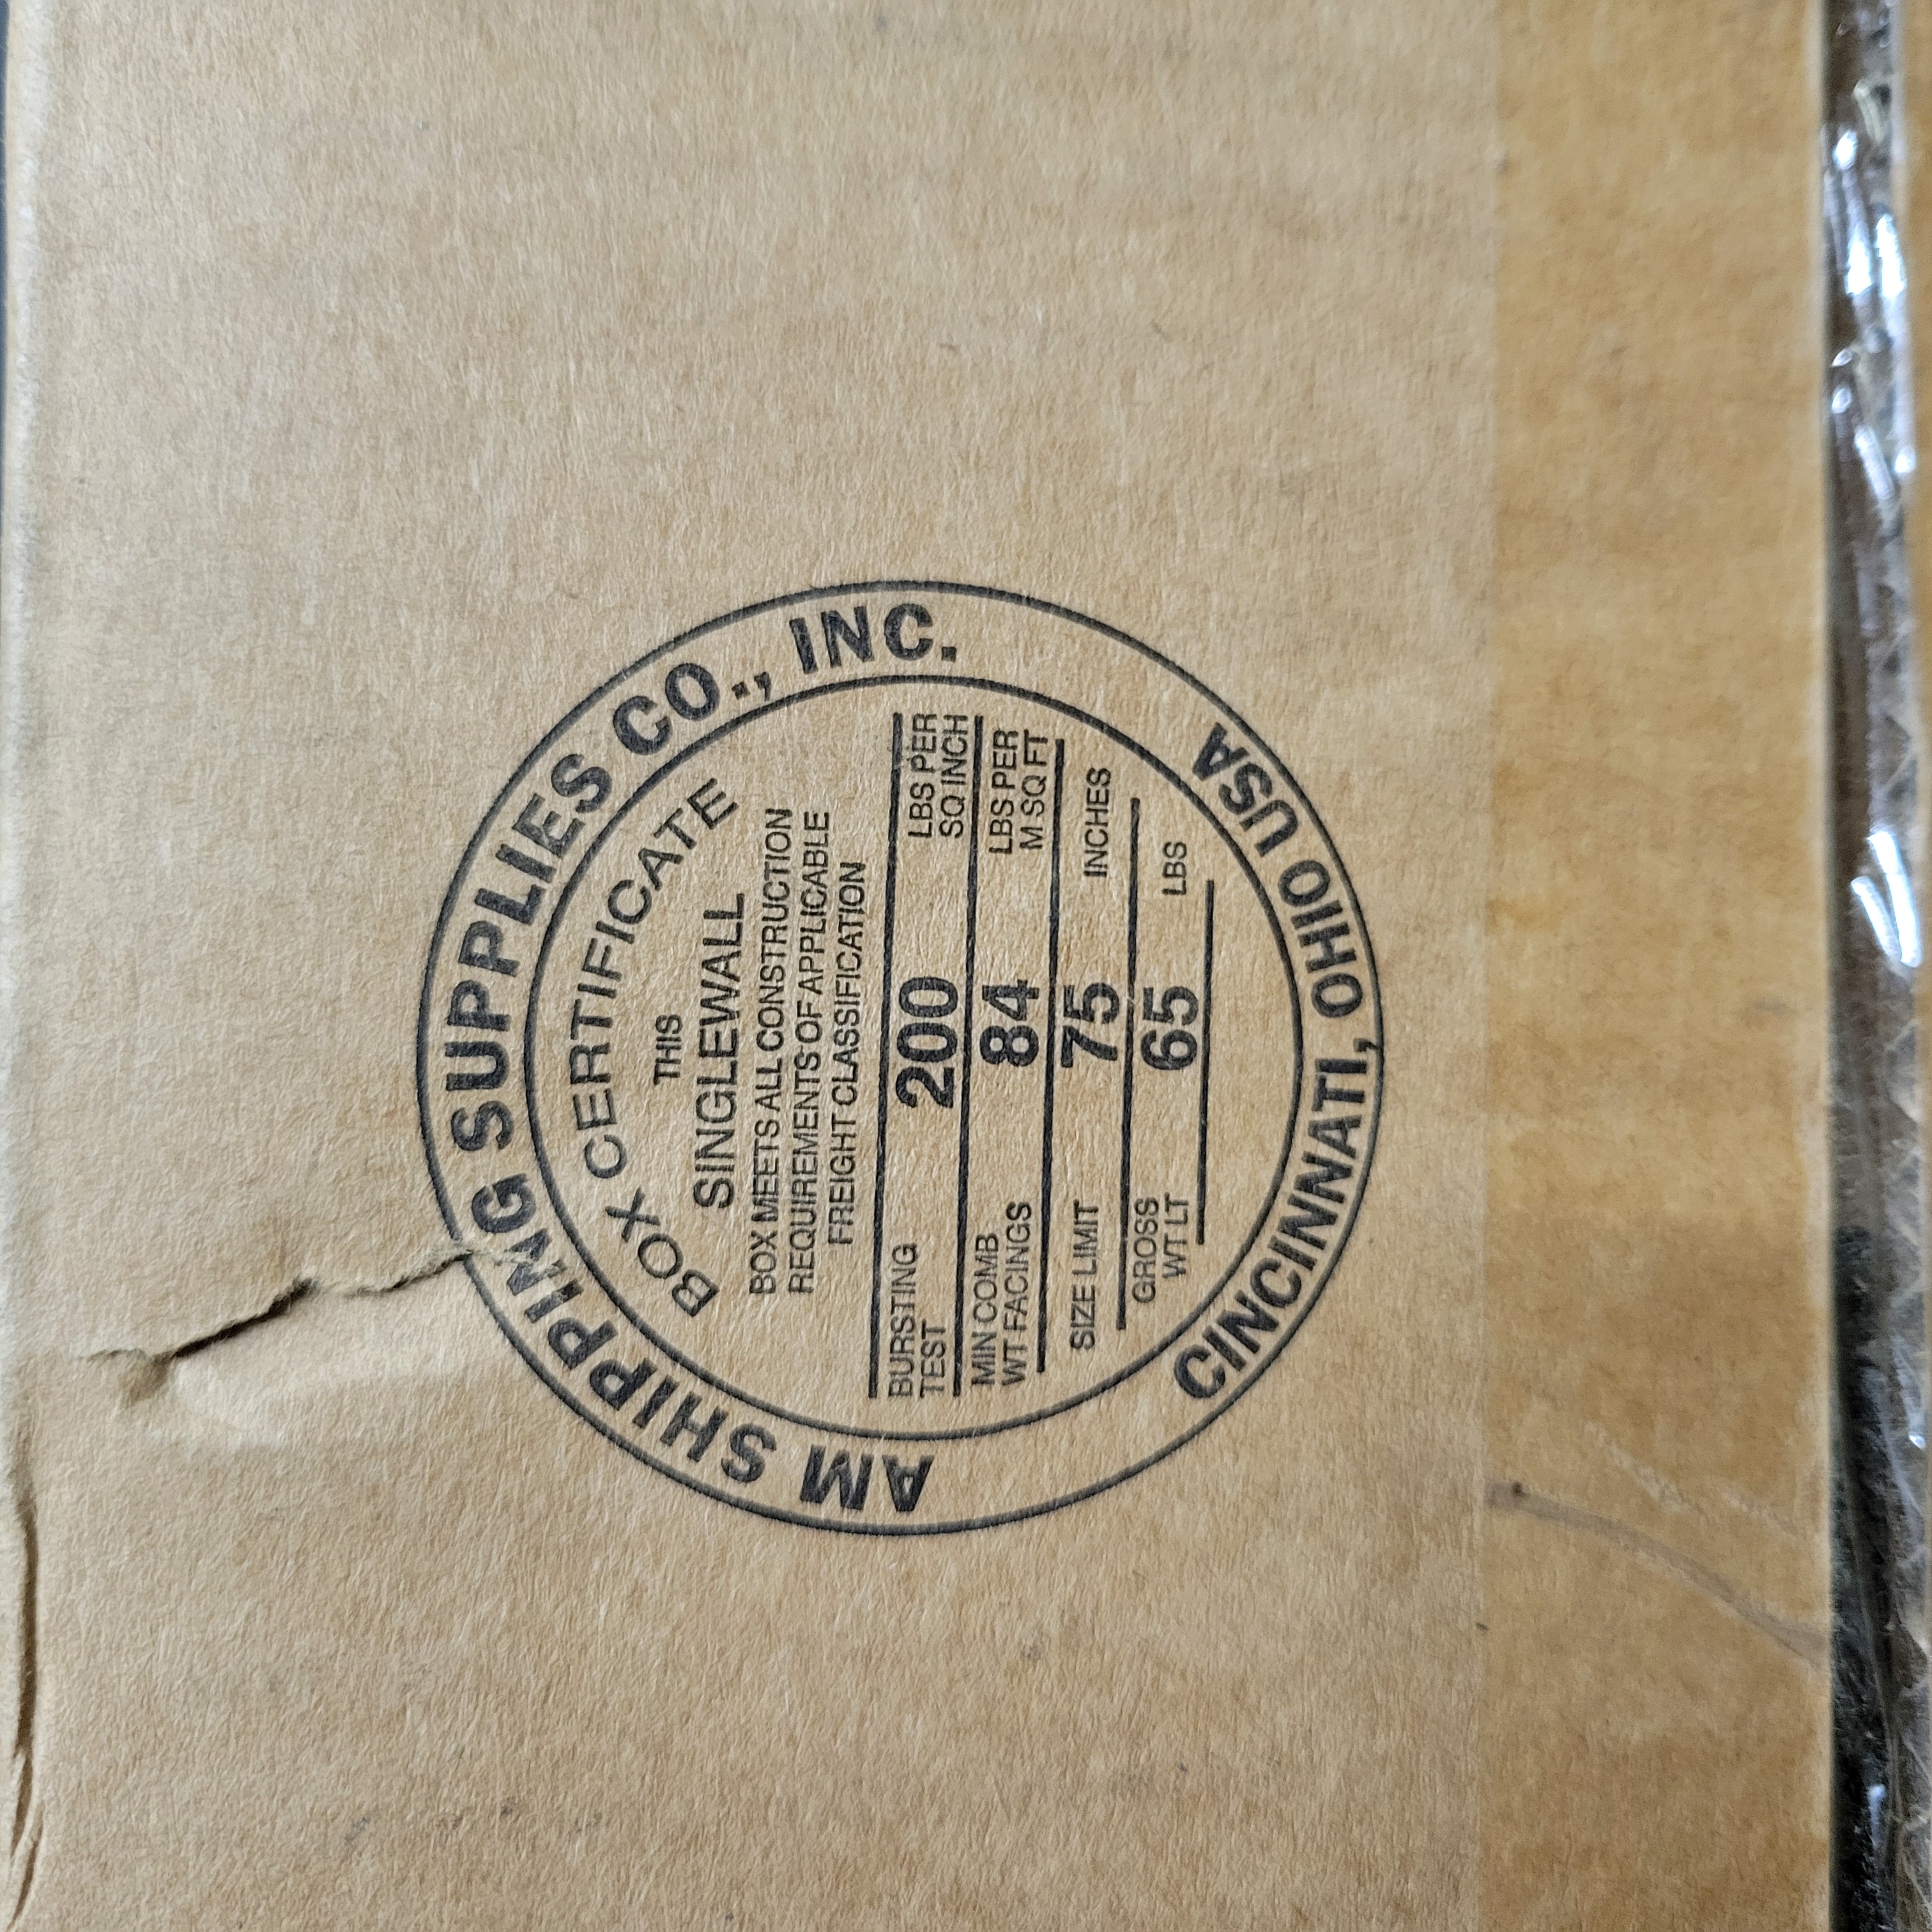 AM SHIPPING SUPPLIES CO., INC.
BOX CERTIFICATE
THIS
SINGLEWALL
BOX MEETS ALL CONSTRUCTION
REQUIREMENTS OF APPLICABLE
FREIGHT CLASSIFICATION
BURSTING TEST 200 LBS PER SQ INCH
MIN COMB WT FACINGS 84 LBS PER M SQ FT
SIZE LIMIT 75 INCHES
GROSS WT LT 65 LBS
CINCINNATI, OHIO USA